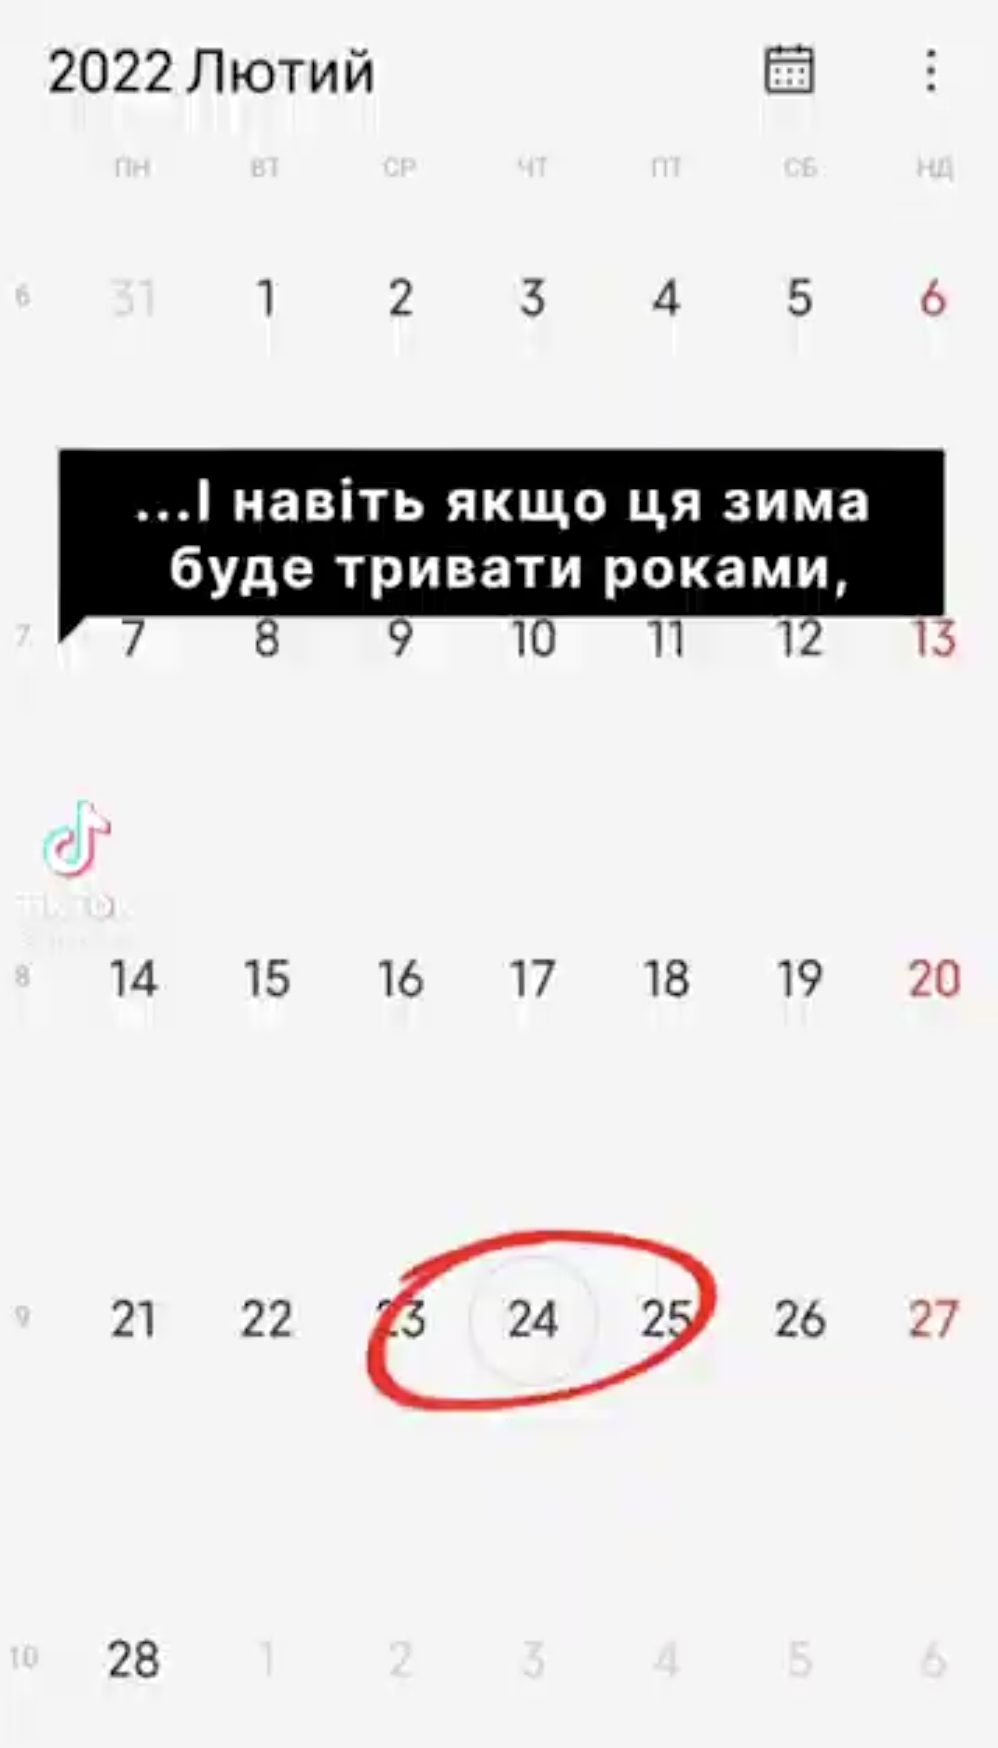 2022 Лютий
ПН ВТ СР ЧТ ПТ СБ НД
6 31 1 2 3 4 5 6
...І навіть якщо ця зима
буде тривати роками,
7 7 8 9 10 11 12 13
TikTok
8 14 15 16 17 18 19 20
9 21 22 23 24 25 26 27
10 28 1 2 3 4 5 6